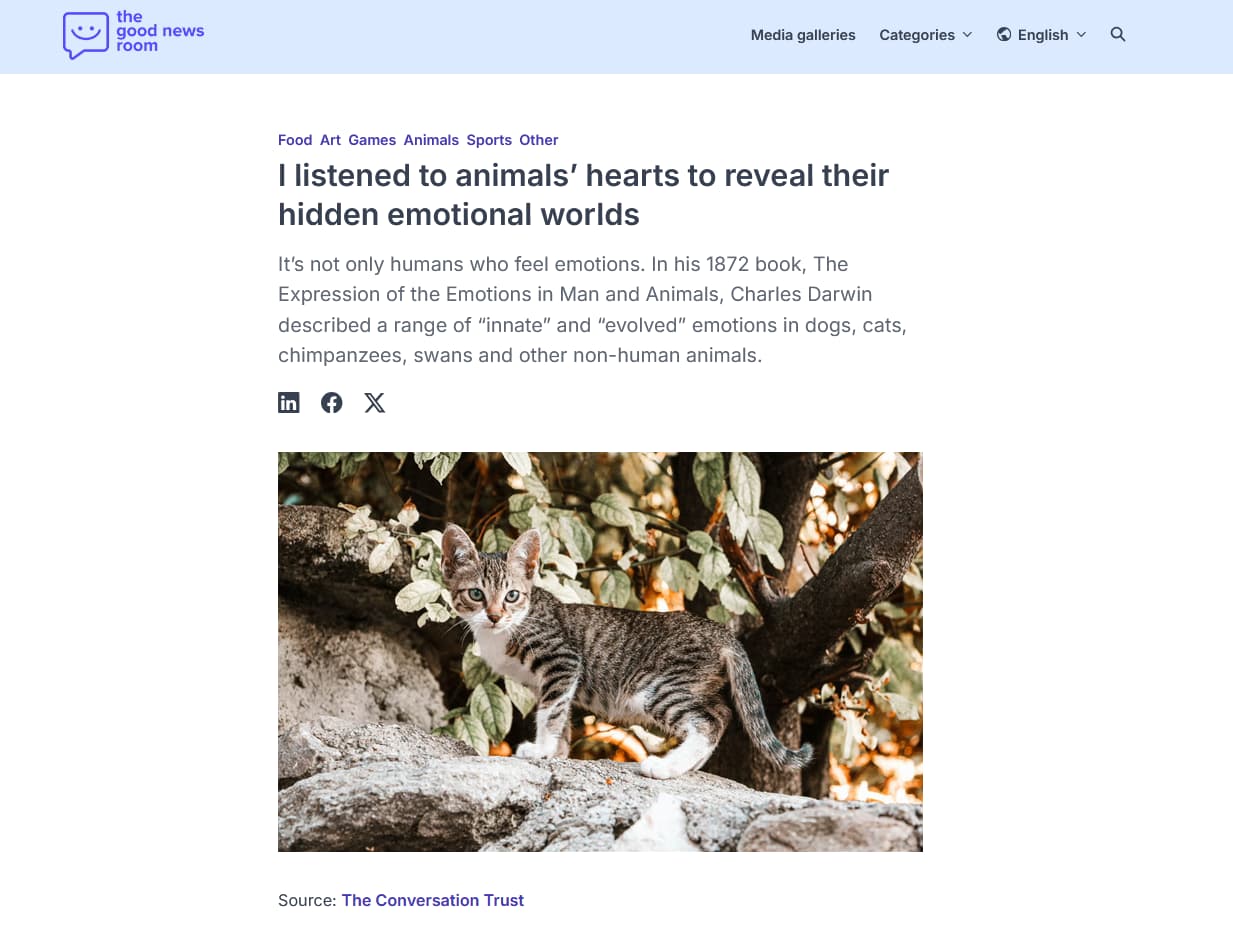 the
good news
room
Media galleries Categories English
Food Art Games Animals Sports Other
I listened to animals’ hearts to reveal their
hidden emotional worlds
It’s not only humans who feel emotions. In his 1872 book, The
Expression of the Emotions in Man and Animals, Charles Darwin
described a range of “innate” and “evolved” emotions in dogs, cats,
chimpanzees, swans and other non-human animals.
Source: The Conversation Trust